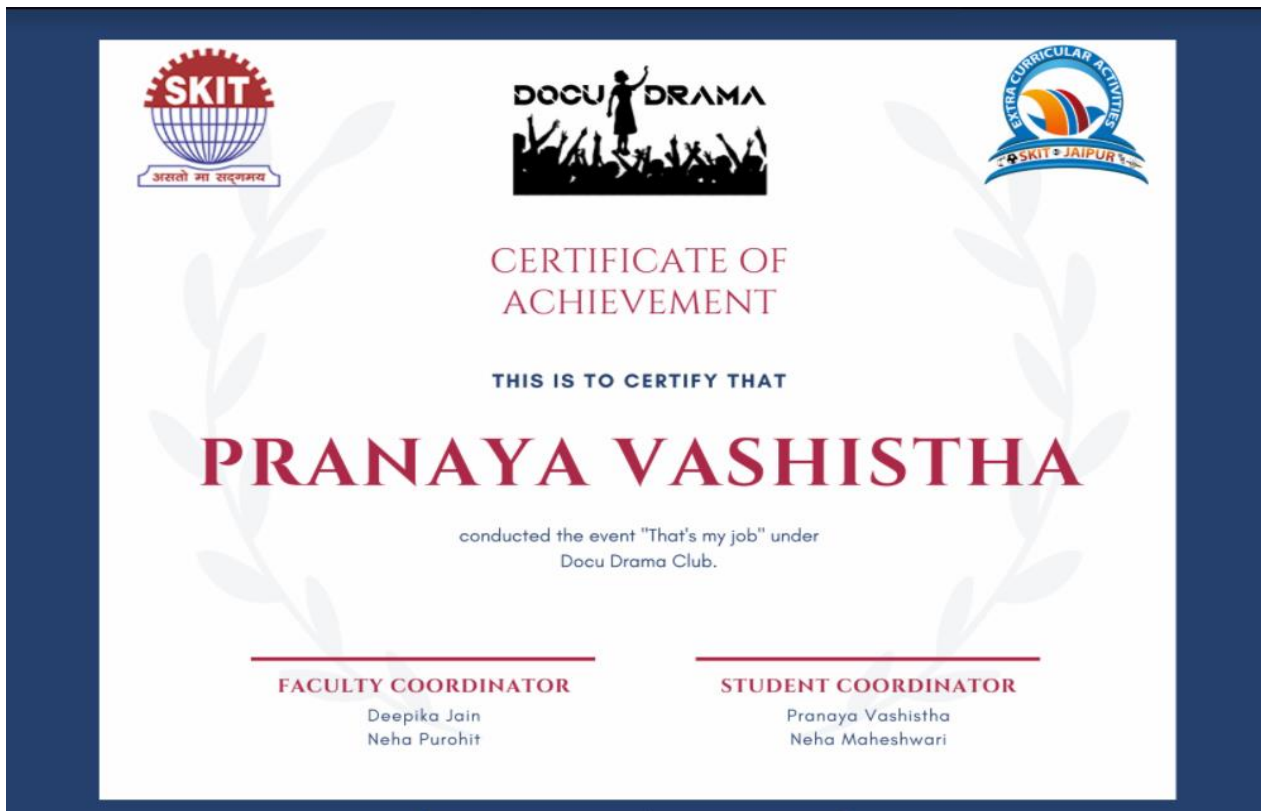 SKIT
असतो मा सद्गमय
DOCU DRAMA
EXTRA CURRICULAR ACTIVITIES
SKIT JAIPUR
CERTIFICATE OF
ACHIEVEMENT
THIS IS TO CERTIFY THAT
PRANAYA VASHISTHA
conducted the event "That's my job" under
Docu Drama Club.
FACULTY COORDINATOR
Deepika Jain
Neha Purohit
STUDENT COORDINATOR
Pranaya Vashistha
Neha Maheshwari